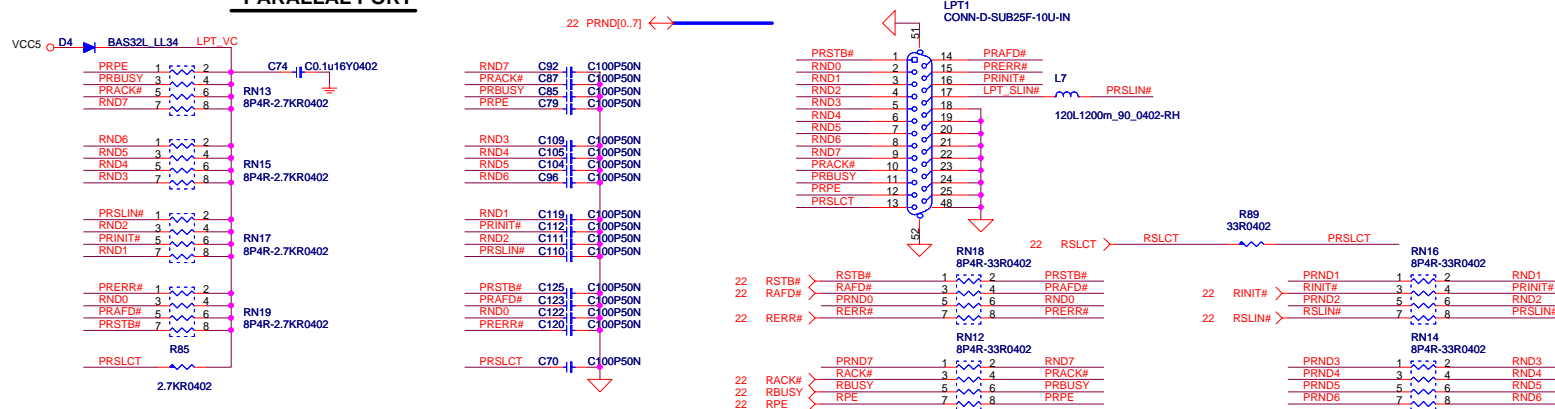 PARALLAL PORT
VCC5 D4 BAS32L_LL34 LPT_VC
PRPE 1 2
PRBUSY 3 4
PRACK# 5 6
RND7 7 8
RN13
8P4R-2.7KR0402
C74 C0.1u16Y0402
RND6 1 2
RND5 3 4
RND4 5 6
RND3 7 8
RN15
8P4R-2.7KR0402
PRSLIN# 1 2
RND2 3 4
PRINIT# 5 6
RND1 7 8
RN17
8P4R-2.7KR0402
PRERR# 1 2
RND0 3 4
PRAFD# 5 6
PRSTB# 7 8
RN19
8P4R-2.7KR0402
R85
PRSLCT
2.7KR0402
22 PRND[0..7]
RND7 C92 C100P50N
PRACK# C87 C100P50N
PRBUSY C85 C100P50N
PRPE C79 C100P50N
RND3 C109 C100P50N
RND4 C105 C100P50N
RND5 C104 C100P50N
RND6 C96 C100P50N
RND1 C119 C100P50N
PRINIT# C112 C100P50N
RND2 C111 C100P50N
PRSLIN# C110 C100P50N
PRSTB# C125 C100P50N
PRAFD# C123 C100P50N
RND0 C122 C100P50N
PRERR# C120 C100P50N
PRSLCT C70 C100P50N
LPT1
CONN-D-SUB25F-10U-IN
51
PRSTB# 1
RND0 2
RND1 3
RND2 4
RND3 5
RND4 6
RND5 7
RND6 8
RND7 9
PRACK# 10
PRBUSY 11
PRPE 12
PRSLCT 13
14 PRAFD#
15 PRERR#
16 PRINIT#
17 LPT_SLIN#
18
19
20
21
22
23
24
25
48
52
L7
PRSLIN#
120L1200m_90_0402-RH
R89
33R0402
22 RSLCT RSLCT PRSLCT
RN18
8P4R-33R0402
22 RSTB# RSTB# 1 2 PRSTB#
22 RAFD# RAFD# 3 4 PRAFD#
PRND0 5 6 RND0
22 RERR# RERR# 7 8 PRERR#
RN12
8P4R-33R0402
PRND7 1 2 RND7
22 RACK# RACK# 3 4 PRACK#
22 RBUSY RBUSY 5 6 PRBUSY
22 RPE RPE 7 8 PRPE
RN16
8P4R-33R0402
PRND1 1 2 RND1
22 RINIT# RINIT# 3 4 PRINIT#
PRND2 5 6 RND2
22 RSLIN# RSLIN# 7 8 PRSLIN#
RN14
8P4R-33R0402
PRND3 1 2 RND3
PRND4 3 4 RND4
PRND5 5 6 RND5
PRND6 7 8 RND6